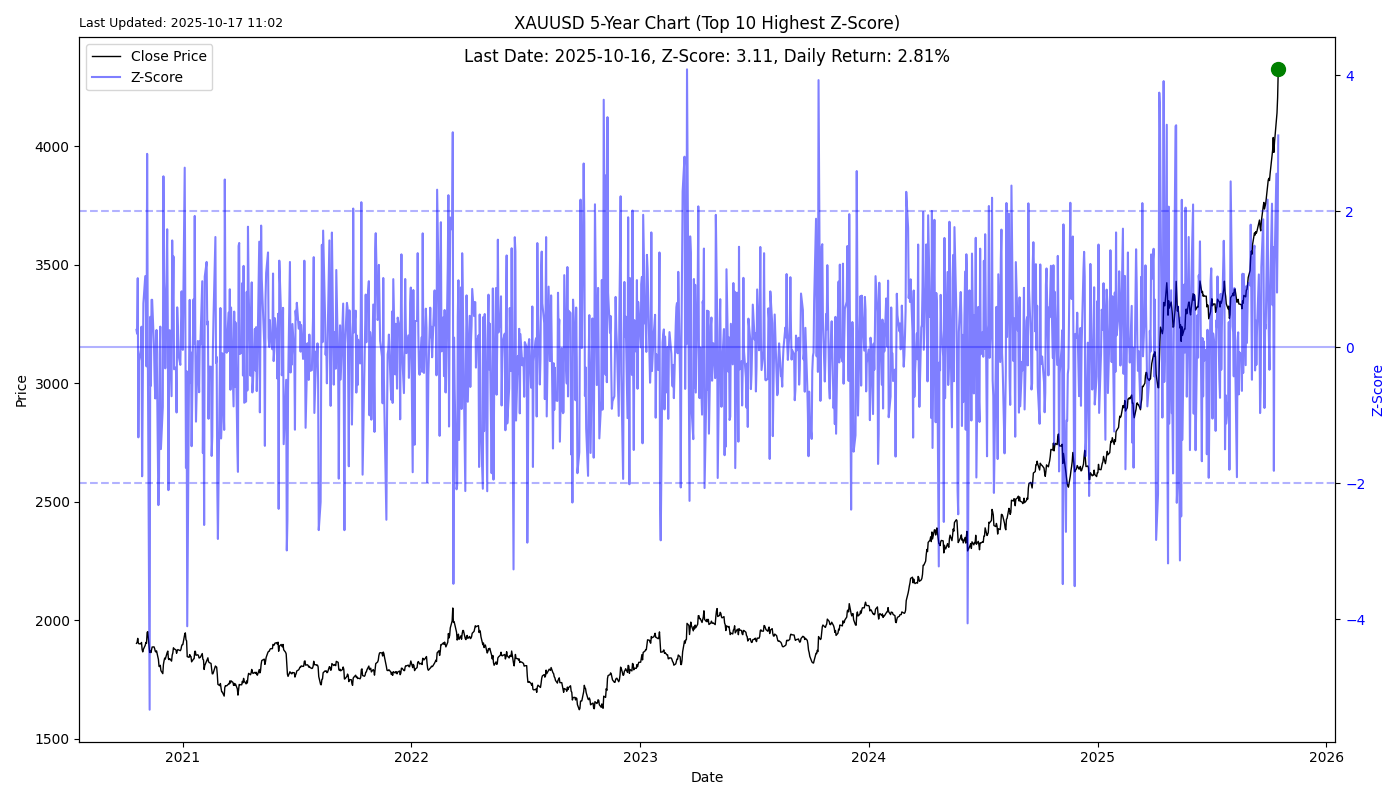 Last Updated: 2025-10-17 11:02
XAUUSD 5-Year Chart (Top 10 Highest Z-Score)
Last Date: 2025-10-16, Z-Score: 3.11, Daily Return: 2.81%
Close Price
Z-Score
4000
3500
3000
2500
2000
1500
Price
4
2
0
−2
−4
Z-Score
2021
2022
2023
2024
2025
2026
Date